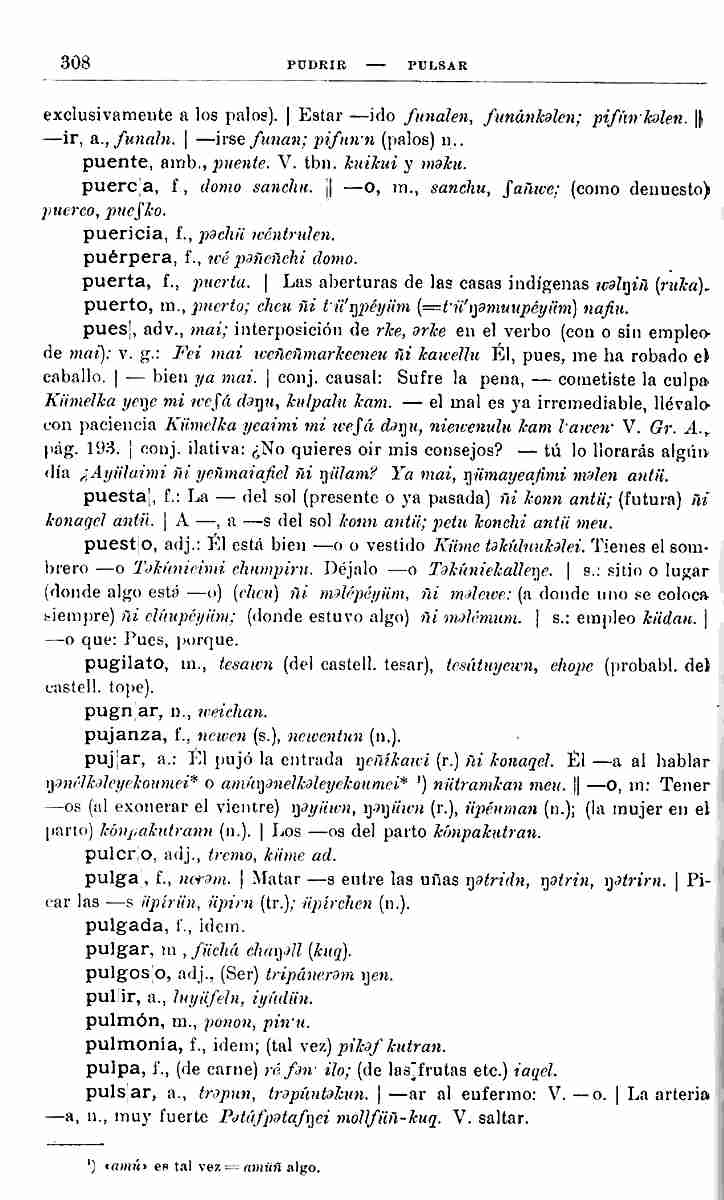 308 PUDRIR — PULSAR
exclusivamente a los palos). | Estar —ido funalen, funánkəlen; pifün·kəlen. ||
—ir, a., funaln. | —irse funan; pifun·n (palos) n..
puente, amb., puente. V. tbn. kuikui y məku.
puerc|a, f, domo sanchu. || —o, m., sanchu, ſañwe; (como denuesto)
puerco, pueſko.
puericia, f., pəchü wéntrulen.
puérpera, f., wé pəñeñchi domo.
puerta, f., puerta. | Las aberturas de las casas indígenas wəlŋiñ (ruka).
puerto, m., puerto; cheu ñi t·ü'ŋpéyüm (=t·ü'ŋəmuupéyüm) nafiu.
pues|, adv., mai; interposición de rke, ərke en el verbo (con o sin empleo
de mai): v. g.: Fei mai weñeñmarkeeneu ñi kawellu Él, pues, me ha robado el
caballo. | — bien ya mai. | conj. causal: Sufre la pena, — cometiste la culpa
Kümelka yeŋe mi weſá dəŋu, kulpalu kam. — el mal es ya irremediable, llévalo
con paciencia Kümelka yeaimi mi weſá dəŋu, niewenulu kam l·awen· V. Gr. A.,
pág. 193. | conj. ilativa: ¿No quieres oir mis consejos? — tú lo llorarás algún
día ¿Ayülaimi ñi yeñmaiafiel ñi ŋülam? Ya mai, ŋümayeafimi məlen antü.
puesta|, f.: La — del sol (presente o ya pasada) ñi konn antü; (futura) ñi
konaqel antü. | A —, a —s del sol konn antü; petu konchi antü meu.
puest|o, adj.: Él está bien —o o vestido Küme təkúluukəlei. Tienes el som-
brero —o Təkúnieimi chumpiru. Déjalo —o Təkúniekalleŋe. | s.: sitio o lugar
(donde algo está —o) (cheu) ñi məlépéyüm, ñi məlewe: (a donde uno se coloca
siempre) ñi eláupéyüm; (donde estuvo algo) ñi məlémum. | s.: empleo küdau. |
—o que: Pues, porque.
pugilato, m., tesawn (del castell. tesar), tesútuyewn, chope (probabl. del
castell. tope).
pugn|ar, n., weichan.
pujanza, f., newen (s.), newentun (n.).
puj|ar, a.: Él pujó la entrada ŋeñíkawi (r.) ñi konaqel. Él —a al hablar
ŋənélkəleyekoumei* o amúŋənelkəleyekoumei* ¹) nütramkan meu. || —o, m: Tener
—os (al exonerar el vientre) ŋəyüwn, ŋəŋüwn (r.), üpéuman (n.); (la mujer en el
parto) kónpakutrann (n.). | Los —os del parto kónpakutran.
pulcr|o, adj., tremo, küme ad.
pulga|, f., nerəm. | Matar —s entre las uñas ŋətridn, ŋətrin, ŋətrirn. | Pi-
car las —s üpírün, üpirn (tr.); üpírchen (n.).
pulgada, f., idem.
pulgar, m , füchá chaŋəll (kuq).
pulgos|o, adj., (Ser) tripánerəm ŋen.
pul|ir, a., luyüfeln, iyúdün.
pulmón, m., ponon, pin·u.
pulmonía, f., idem; (tal vez) pikəf kutran.
pulpa, f., (de carne) ré fən· ilo; (de las frutas etc.) iaqel.
puls|ar, a., trəpun, trəpúntəkun. | —ar al enfermo: V. —o. | La arteria
—a, n., muy fuerte Pətáfpətafŋei mollfüñ-kuq. V. saltar.
¹) «amú» es tal vez = amuñ algo.